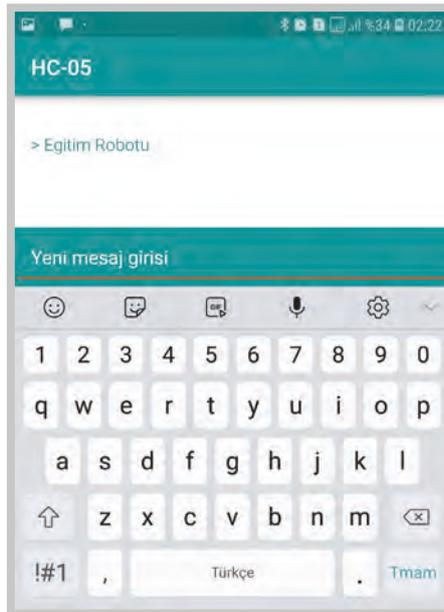 %34 02:22
HC-05
> Egitim Robotu
Yeni mesaj girisi
1 2 3 4 5 6 7 8 9 0
q w e r t y u i o p
a s d f g h j k l
z x c v b n m
!#1 , Türkçe . Tmam